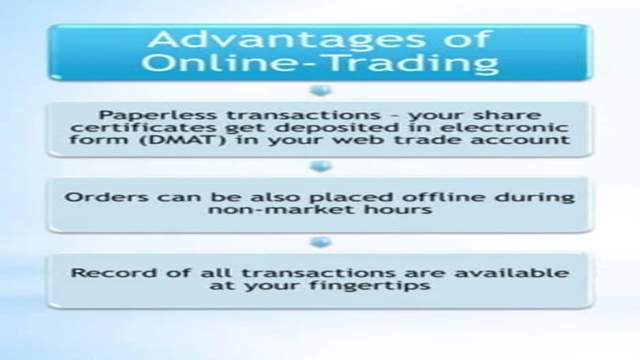 Advantages of
Online-Trading
Paperless transactions - your share
certificates get deposited in electronic
form (DMAT) in your web trade account
Orders can be also placed offline during
non-market hours
Record of all transactions are available
at your fingertips